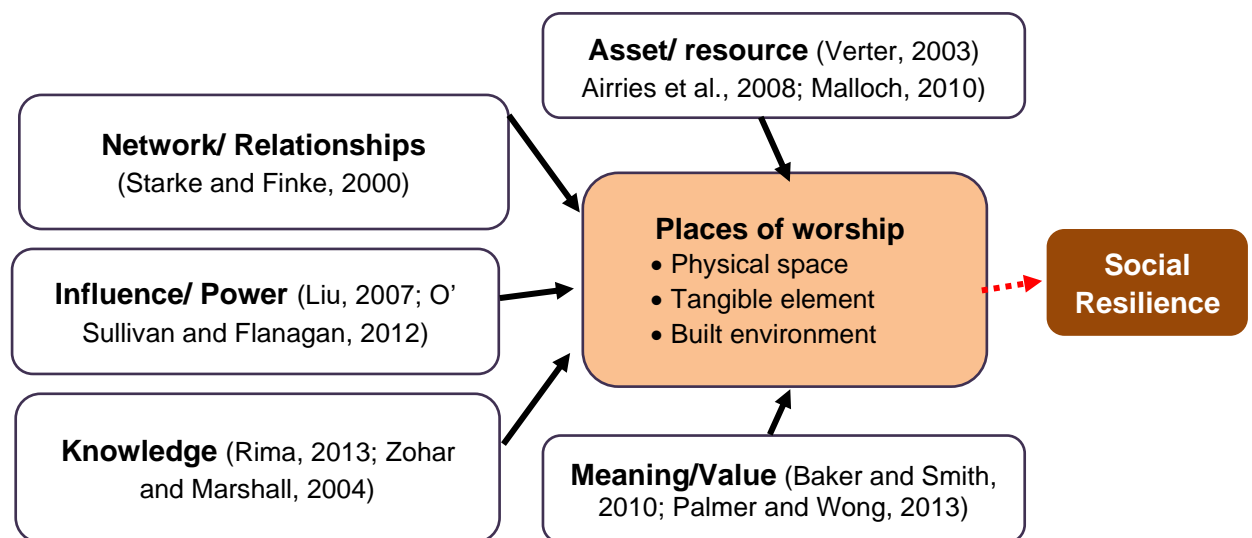 Asset/ resource (Verter, 2003)
Airries et al., 2008; Malloch, 2010)
Network/ Relationships
(Starke and Finke, 2000)
Influence/ Power (Liu, 2007; O’
Sullivan and Flanagan, 2012)
Knowledge (Rima, 2013; Zohar
and Marshall, 2004)
Places of worship
• Physical space
• Tangible element
• Built environment
Meaning/Value (Baker and Smith,
2010; Palmer and Wong, 2013)
Social
Resilience